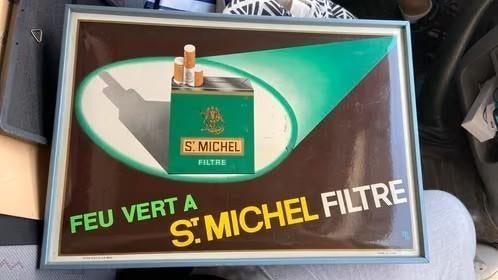 ST MICHEL
FILTRE
FEU VERT A
ST MICHEL FILTRE